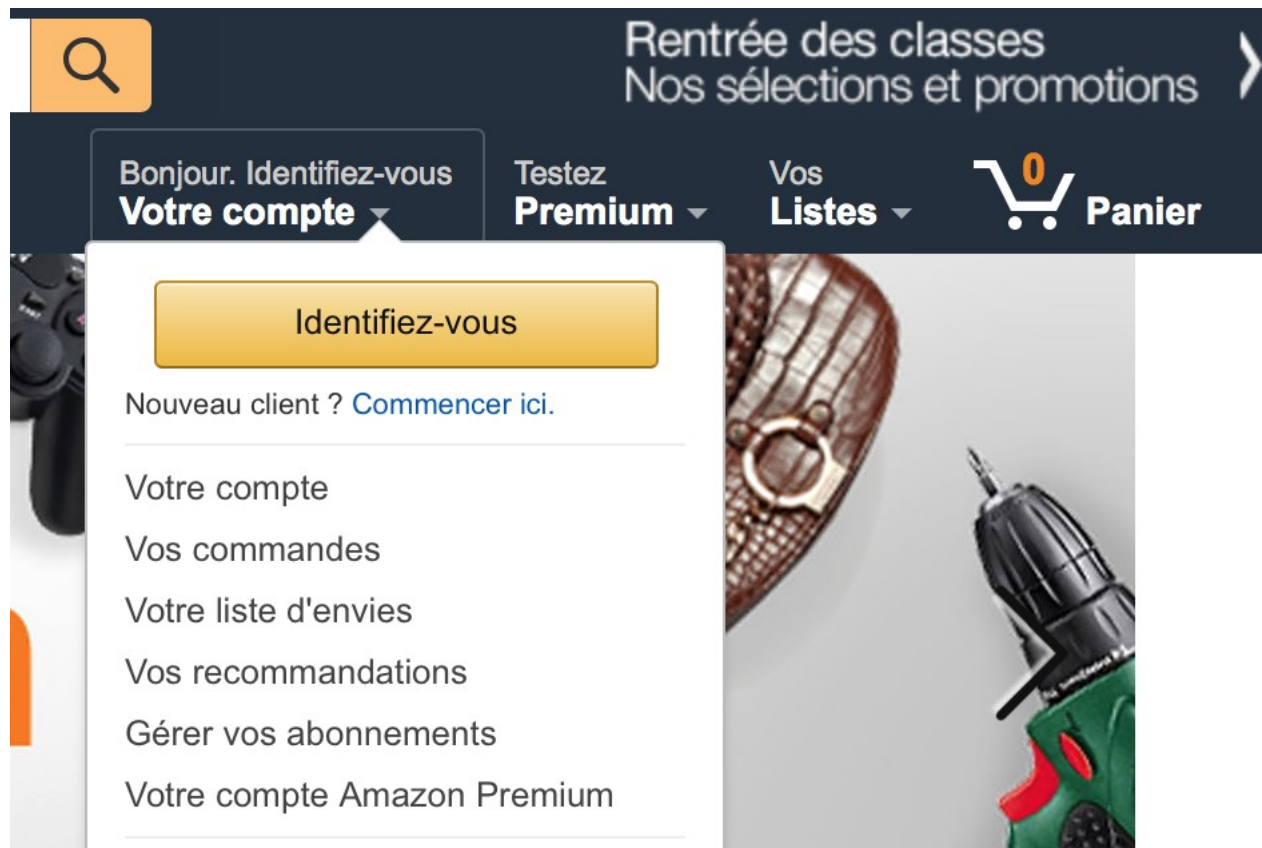 Rentrée des classes
Nos sélections et promotions
Bonjour. Identifiez-vous
Votre compte
Testez
Premium
Vos
Listes
0
Panier
Identifiez-vous
Nouveau client ? Commencer ici.
Votre compte
Vos commandes
Votre liste d'envies
Vos recommandations
Gérer vos abonnements
Votre compte Amazon Premium